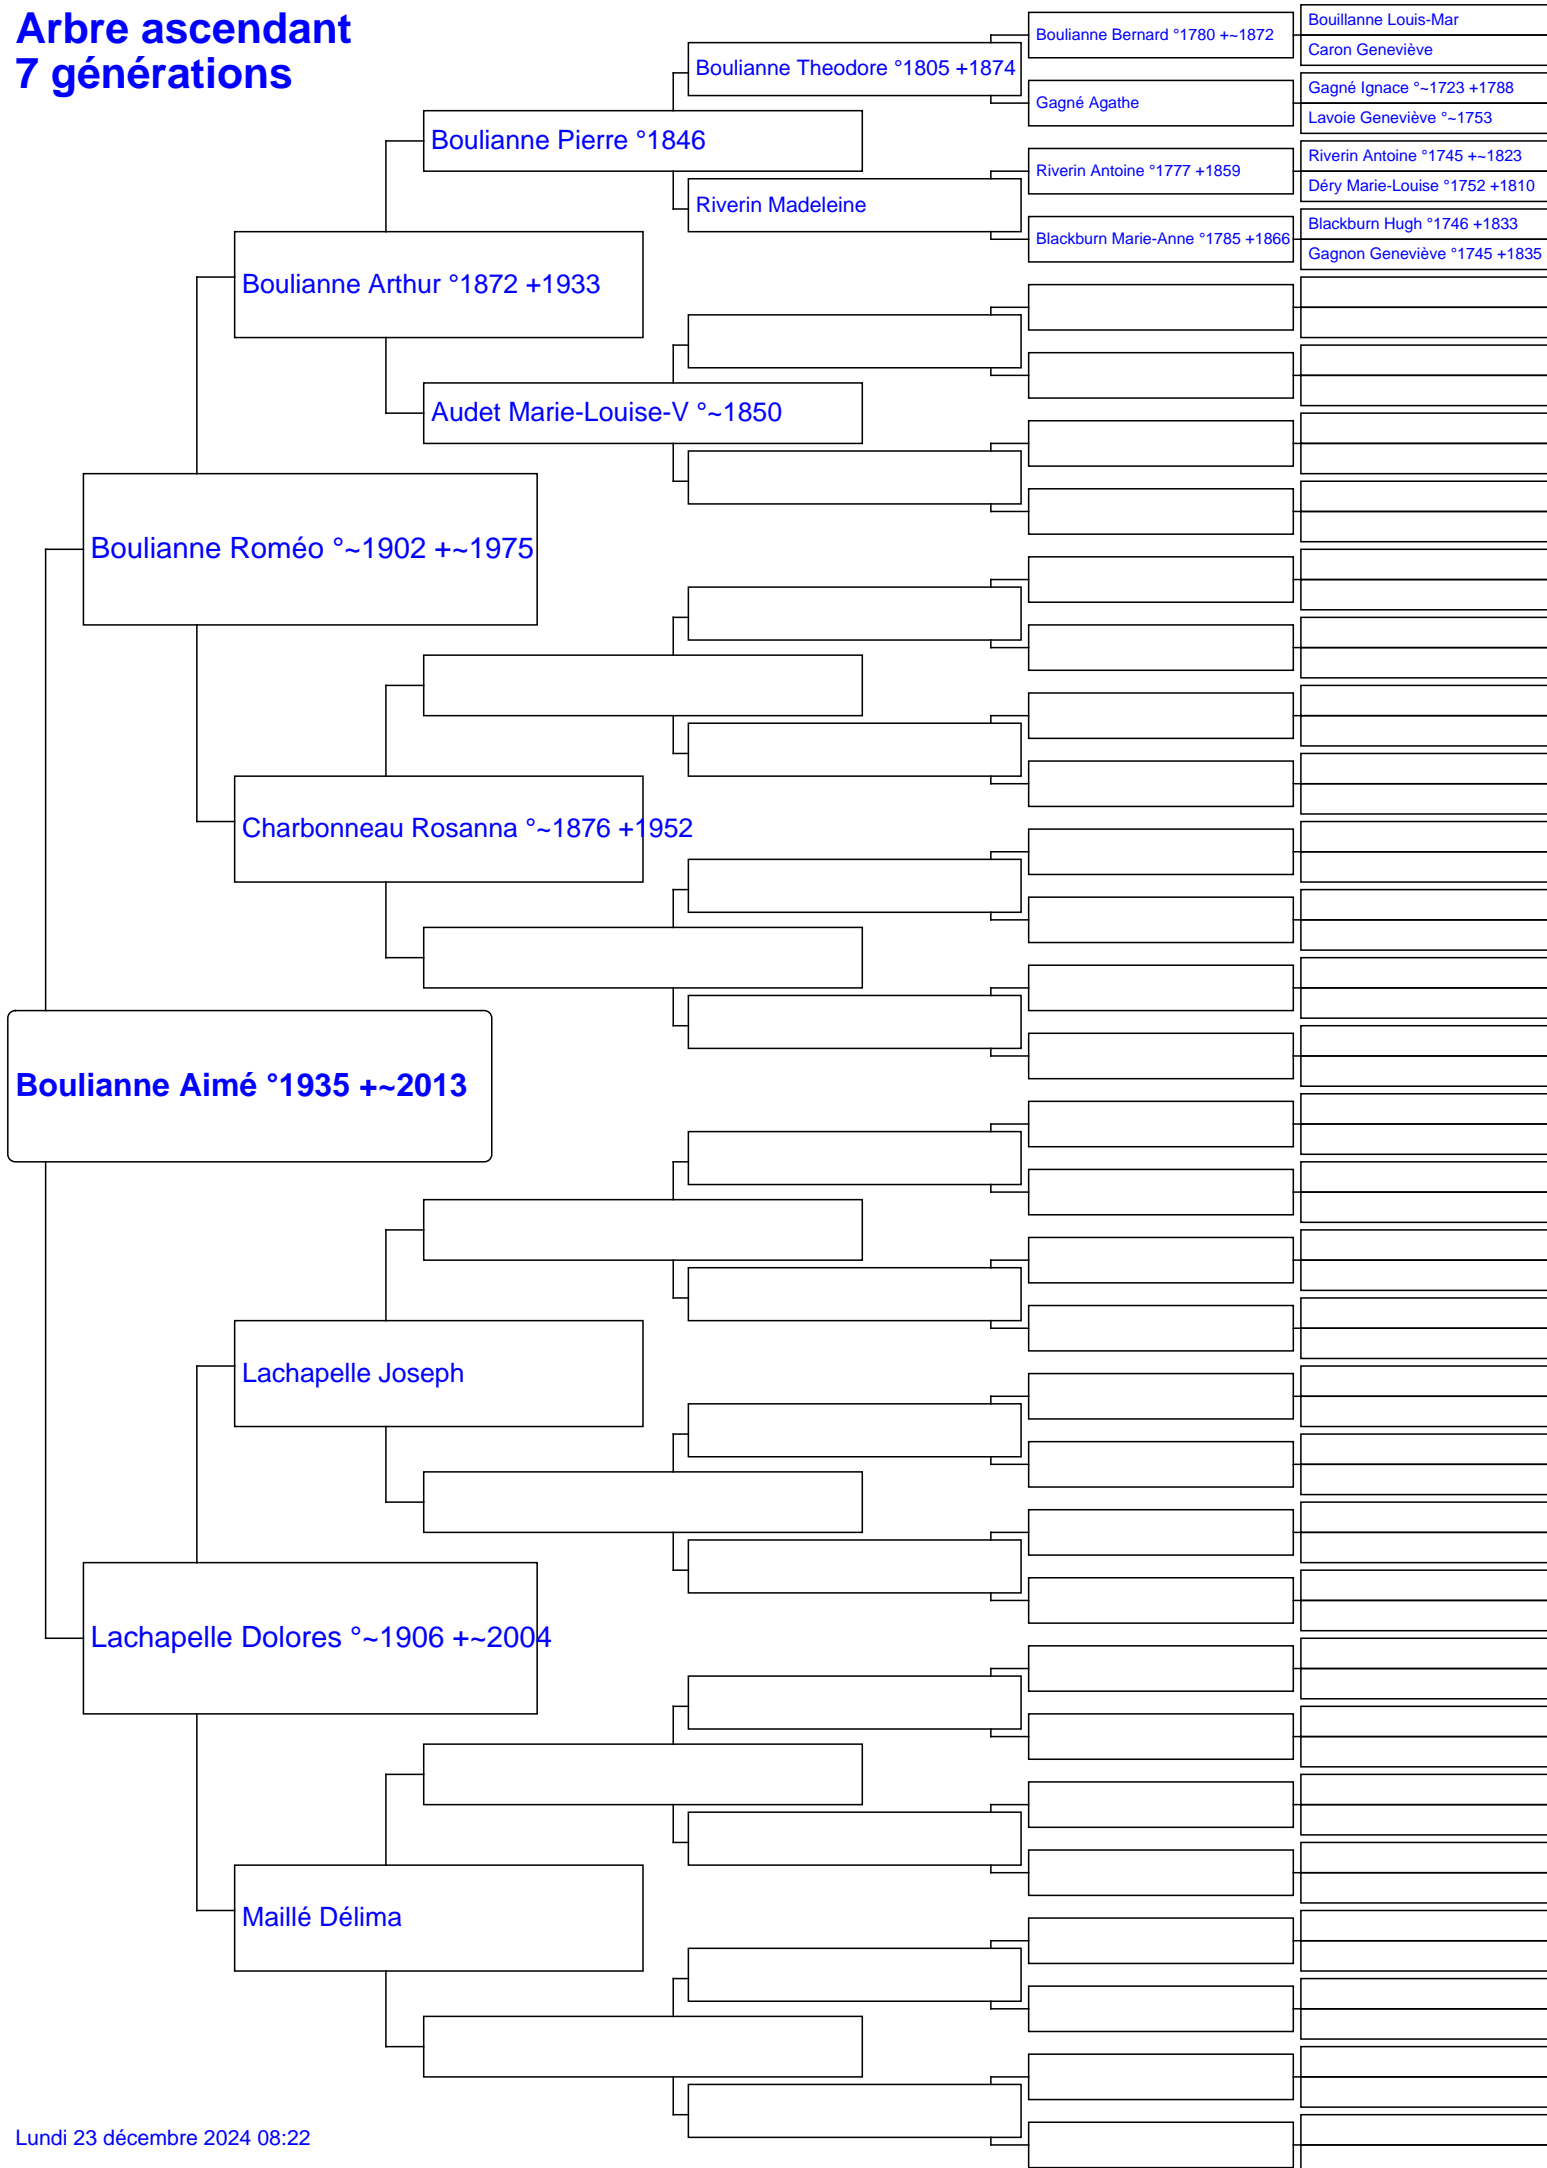 Arbre ascendant
7 générations
Boulianne Bernard °1780 +~1872
Bouillanne Louis-Mar
Caron Geneviève
Boulianne Theodore °1805 +1874
Gagné Agathe
Gagné Ignace °~1723 +1788
Lavoie Geneviève °~1753
Boulianne Pierre °1846
Riverin Madeleine
Riverin Antoine °1777 +1859
Riverin Antoine °1745 +~1823
Déry Marie-Louise °1752 +1810
Blackburn Marie-Anne °1785 +1866
Blackburn Hugh °1746 +1833
Gagnon Geneviève °1745 +1835
Boulianne Arthur °1872 +1933
Audet Marie-Louise-V °~1850
Boulianne Roméo °~1902 +~1975
Charbonneau Rosanna °~1876 +1952
Boulianne Aimé °1935 +~2013
Lachapelle Joseph
Lachapelle Dolores °~1906 +~2004
Maillé Délima
Lundi 23 décembre 2024 08:22